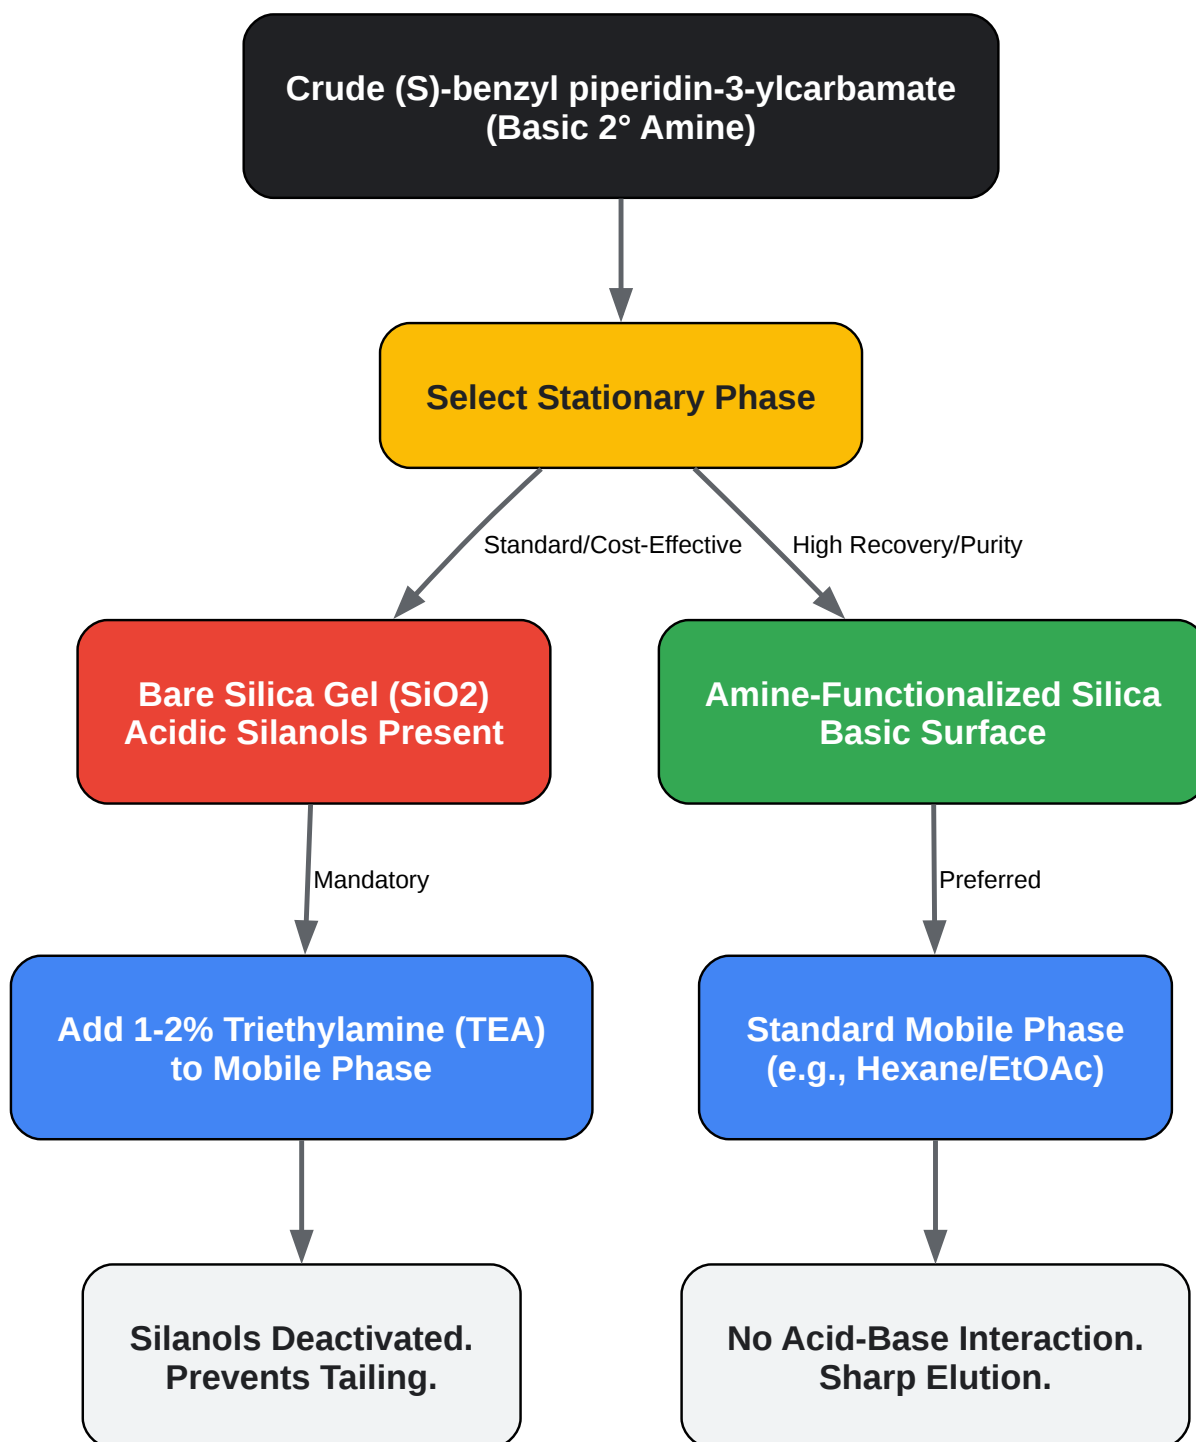 Crude (S)-benzyl piperidin-3-ylcarbamate
(Basic 2° Amine)
Select Stationary Phase
Standard/Cost-Effective
High Recovery/Purity
Bare Silica Gel (SiO2)
Acidic Silanols Present
Amine-Functionalized Silica
Basic Surface
Mandatory
Preferred
Add 1-2% Triethylamine (TEA)
to Mobile Phase
Standard Mobile Phase
(e.g., Hexane/EtOAc)
Silanols Deactivated.
Prevents Tailing.
No Acid-Base Interaction.
Sharp Elution.